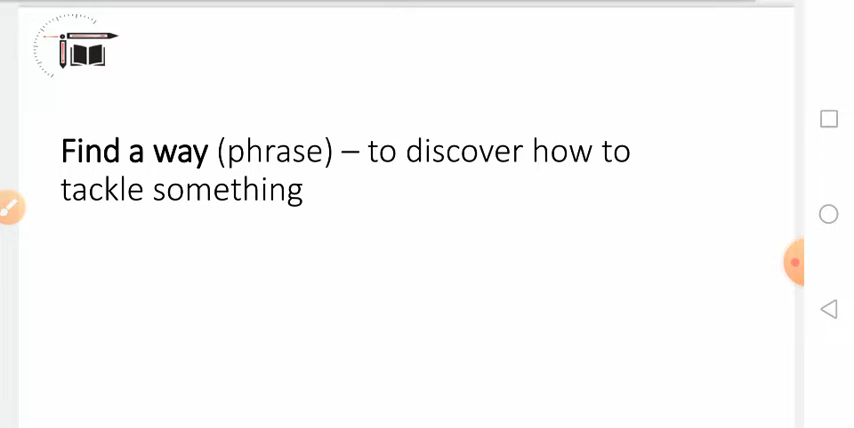 Find a way (phrase) – to discover how to
tackle something